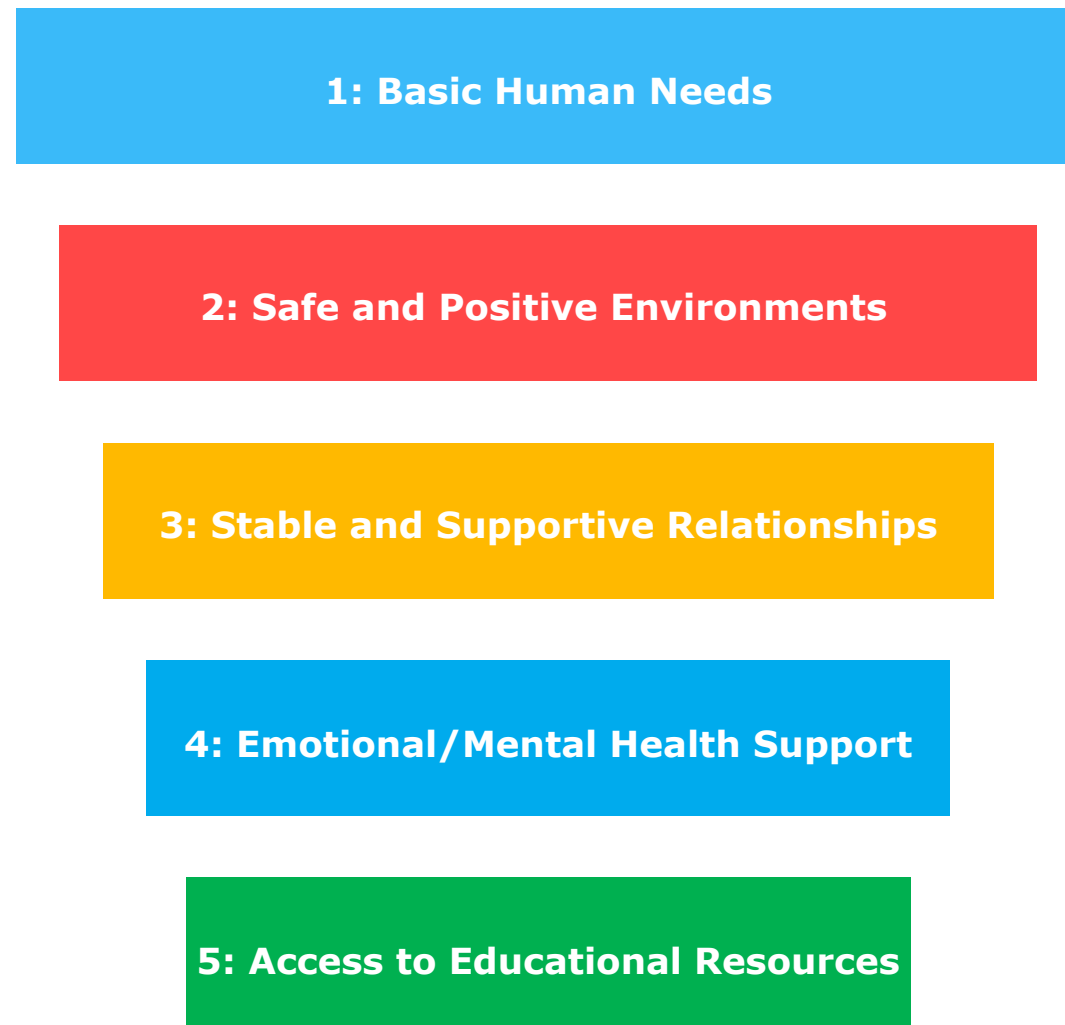 1: Basic Human Needs
2: Safe and Positive Environments
3: Stable and Supportive Relationships
4: Emotional/Mental Health Support
5: Access to Educational Resources